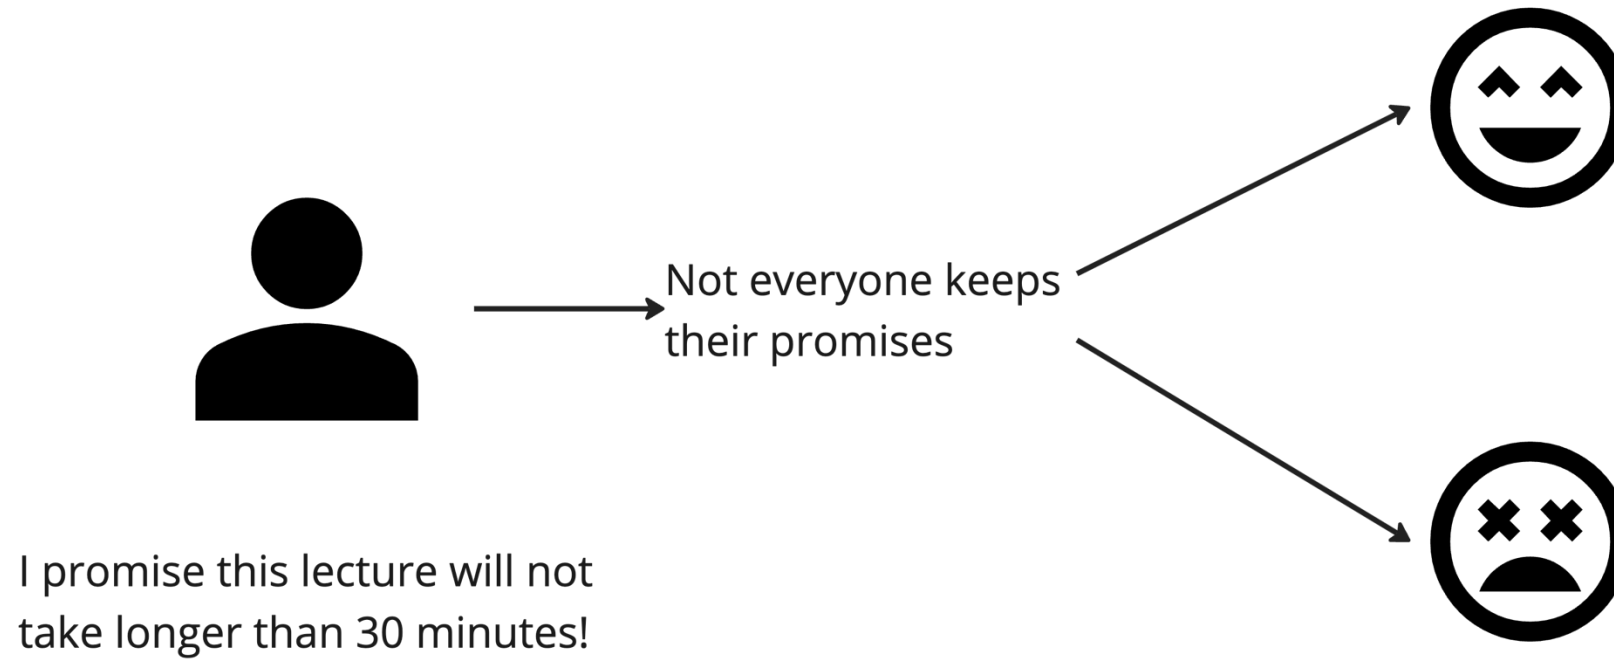 Not everyone keeps
their promises
I promise this lecture will not
take longer than 30 minutes!